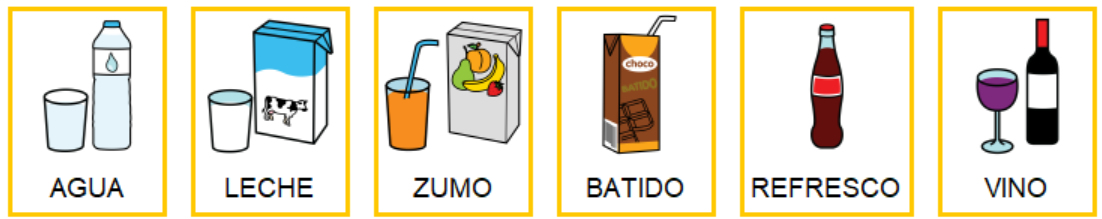 choco
BATIDO
AGUA
LECHE
ZUMO
BATIDO
REFRESCO
VINO